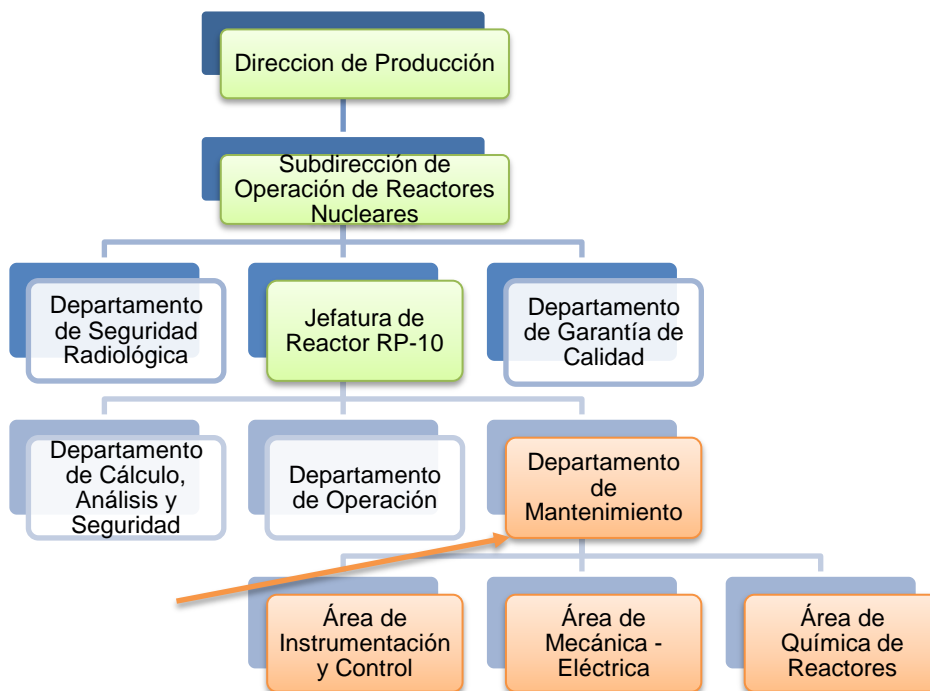 Direccion de Producción
Subdirección de
Operación de Reactores
Nucleares
Departamento
de Seguridad
Radiológica
Jefatura de
Reactor RP-10
Departamento
de Garantía de
Calidad
Departamento
de Cálculo,
Análisis y
Seguridad
Departamento
de Operación
Departamento
de
Mantenimiento
Área de
Instrumentación
y Control
Área de
Mecánica -
Eléctrica
Área de
Química de
Reactores